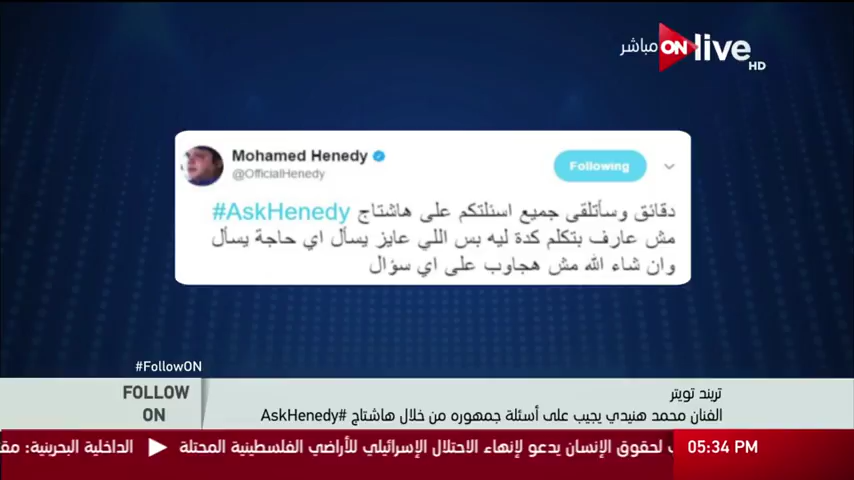 مباشر ON live
HD
Mohamed Henedy
@OfficialHenedy
Following
دقائق وسأتلقى جميع اسئلتكم على هاشتاج #AskHenedy
مش عارف بتكلم كدة ليه بس اللي عايز يسأل اي حاجة يسأل
وان شاء الله مش هجاوب على اي سؤال
#FollowON
FOLLOW
ON
تريند تويتر
الفنان محمد هنيدي يجيب على أسئلة جمهوره من خلال هاشتاج #AskHenedy
05:34 PM
لحقوق الإنسان يدعو لإنهاء الاحتلال الإسرائيلي للأراضي الفلسطينية المحتلة ◀ الداخلية البحرينية: